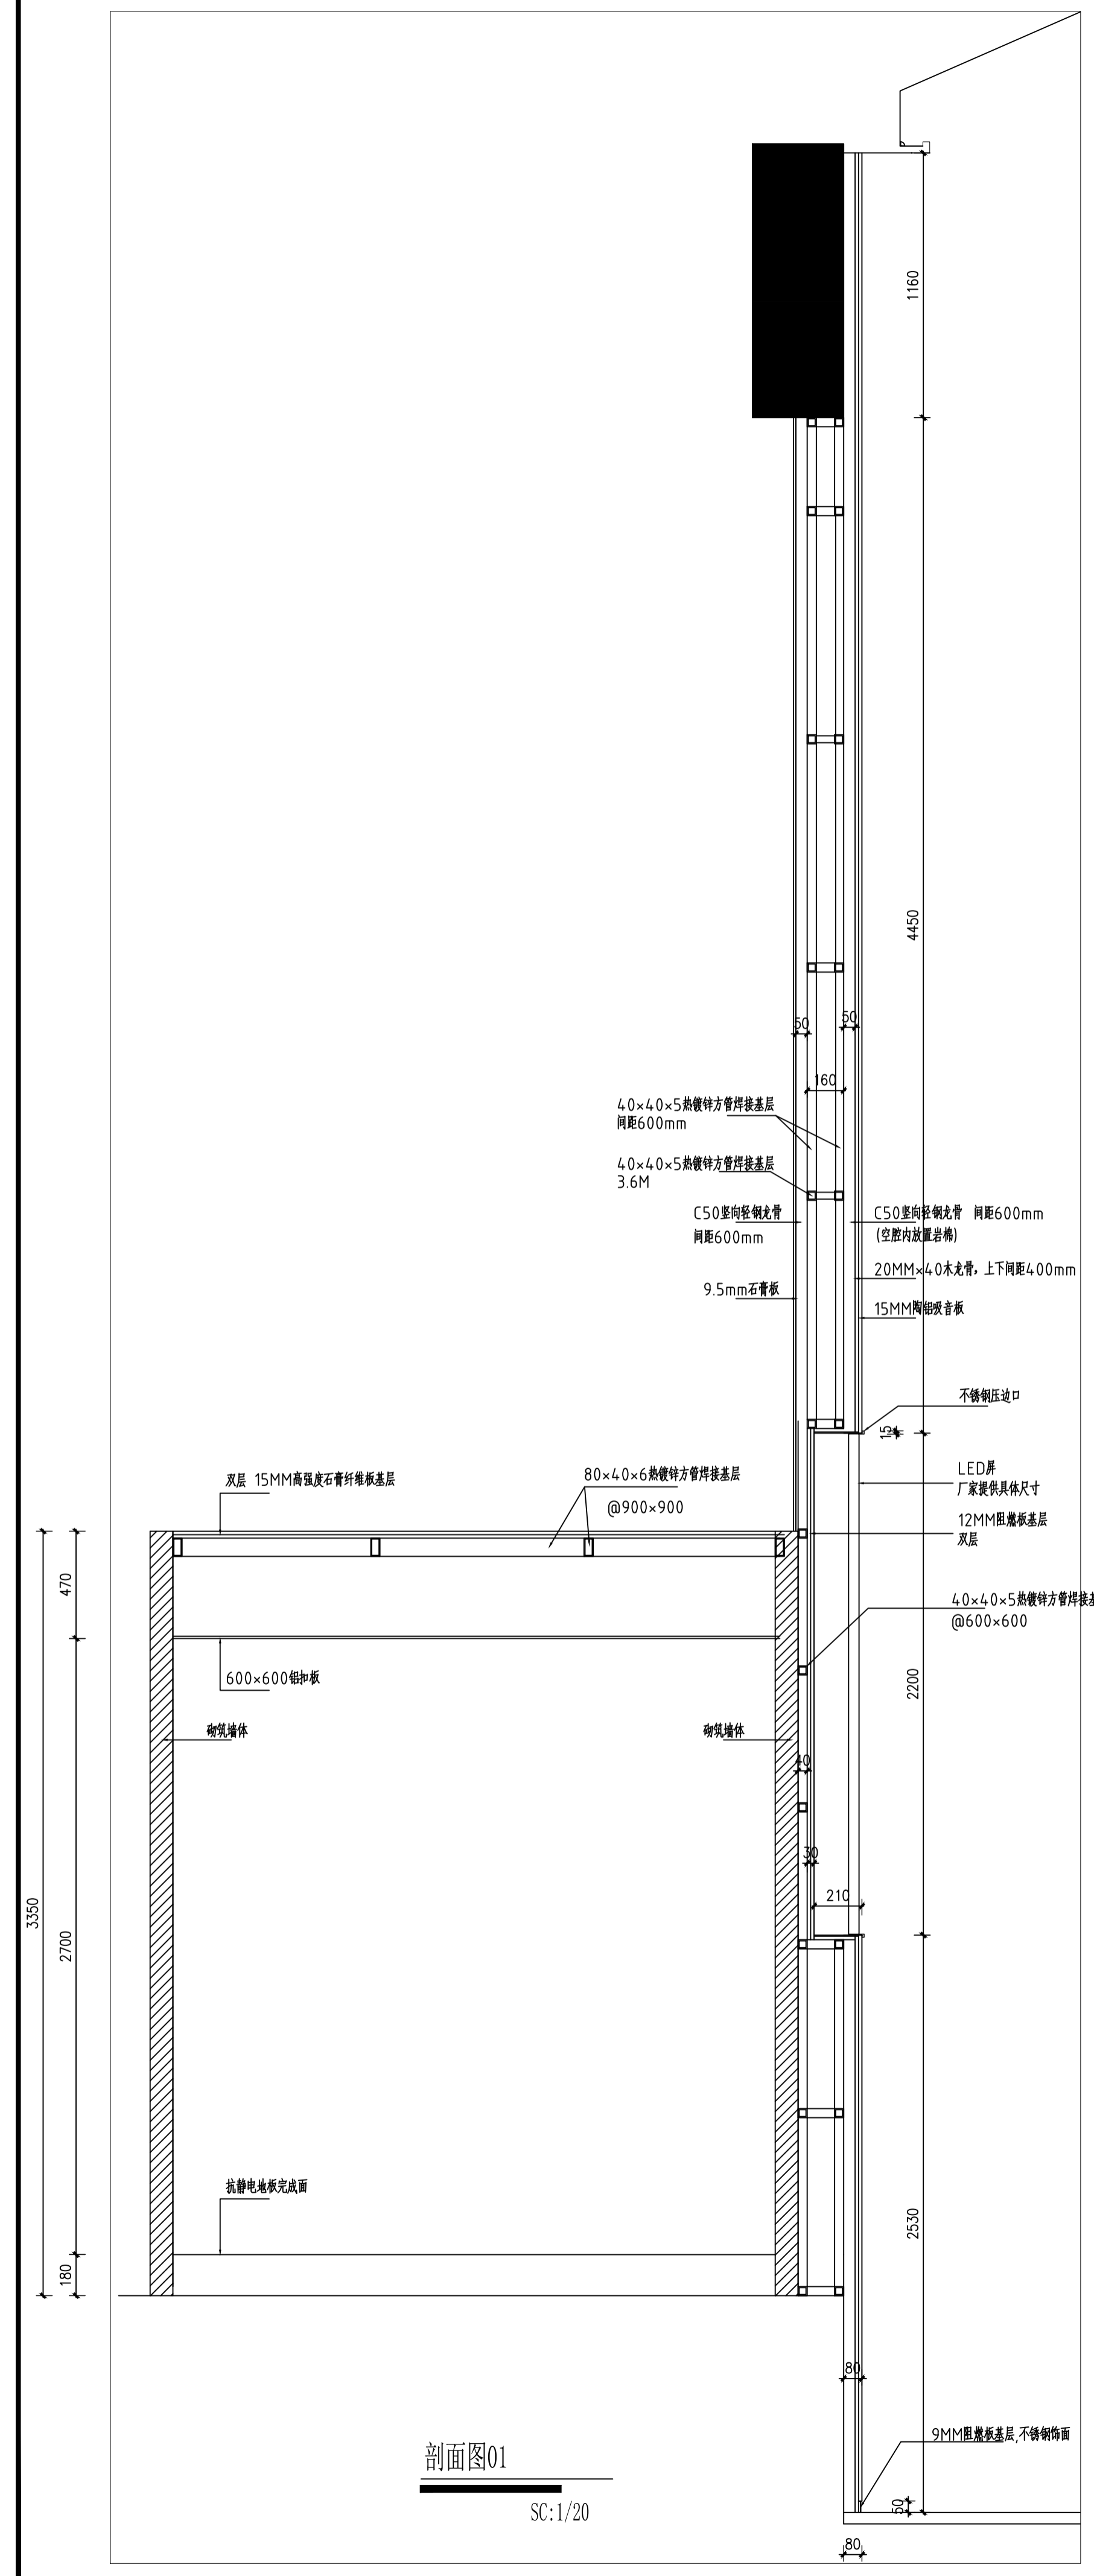 1160
4450
50
50
160
40×40×5热镀锌方管焊接基层
间距600mm
40×40×5热镀锌方管焊接基层
3.6M
C50竖向轻钢龙骨
间距600mm
C50竖向轻钢龙骨 间距600mm
(空腔内放置岩棉)
20MM×40木龙骨，上下间距400mm
9.5mm石膏板
15MM陶铝吸音板
不锈钢压边口
15
双层 15MM高强度石膏纤维板基层
80×40×6热镀锌方管焊接基层
@900×900
LED屏
厂家提供具体尺寸
12MM阻燃板基层
双层
470
40×40×5热镀锌方管焊接
@600×600
600×600铝扣板
2200
砌筑墙体
砌筑墙体
40
30
210
3350
2700
抗静电地板完成面
2530
180
80
9MM阻燃板基层,不锈钢饰面
剖面图01
SC:1/20
50
80